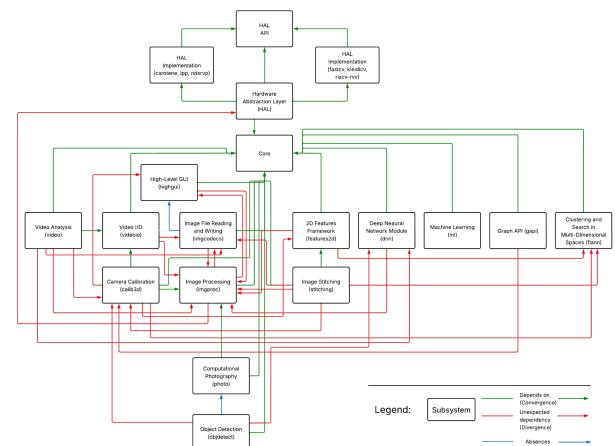 HAL
API
HAL
Implementation
(carotene, ipp, ndsrvp)
HAL
Implementation
(fastcv, kleidicv,
riscv-rvv)
Hardware
Abstraction Layer
(HAL)
Core
High-Level GUI
(highgui)
Video Analysis
(video)
Video I/O
(videoio)
Image File Reading
and Writing
(imgcodecs)
2D Features
Framework
(features2d)
Deep Neaural
Network Module
(dnn)
Machine Learning
(ml)
Graph API (gapi)
Clustering and
Search in
Multi-Dimensional
Spaces (flann)
Camera Calibration
(calib3d)
Image Processing
(imgproc)
Image Stitching
(stitching)
Computational
Photography
(photo)
Object Detection
(objdetect)
Legend:
Subsystem
Depends on
(Convergence)
Unexpected
dependency
(Divergence)
Absences